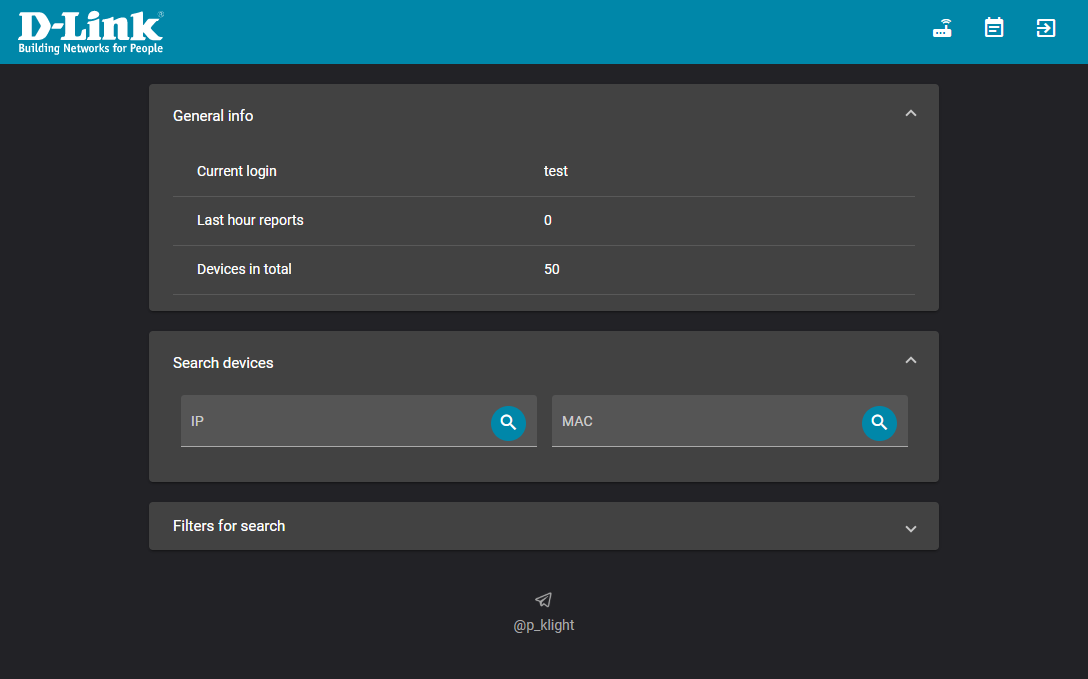 D-Link®
Building Networks for People
General info
Current login test
Last hour reports 0
Devices in total 50
Search devices
IP MAC
Filters for search
@p_klight